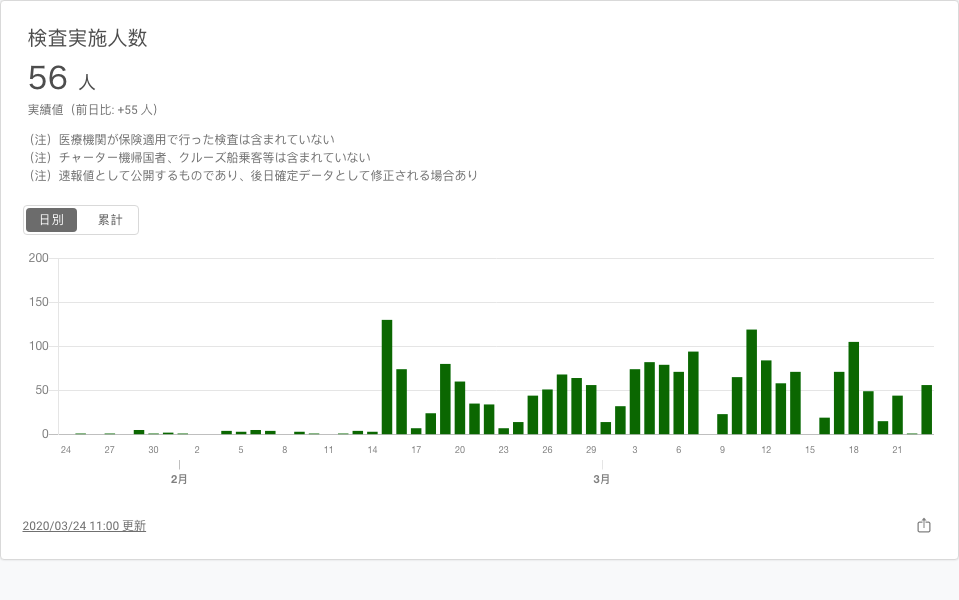 検査実施人数
56 人
実績値（前日比: +55 人）
（注）医療機関が保険適用で行った検査は含まれていない
（注）チャーター機帰国者、クルーズ船乗客等は含まれていない
（注）速報値として公開するものであり、後日確定データとして修正される場合あり
日別 累計
200
150
100
50
0
24 27 30 2 5 8 11 14 17 20 23 26 29 3 6 9 12 15 18 21
2月 3月
2020/03/24 11:00 更新